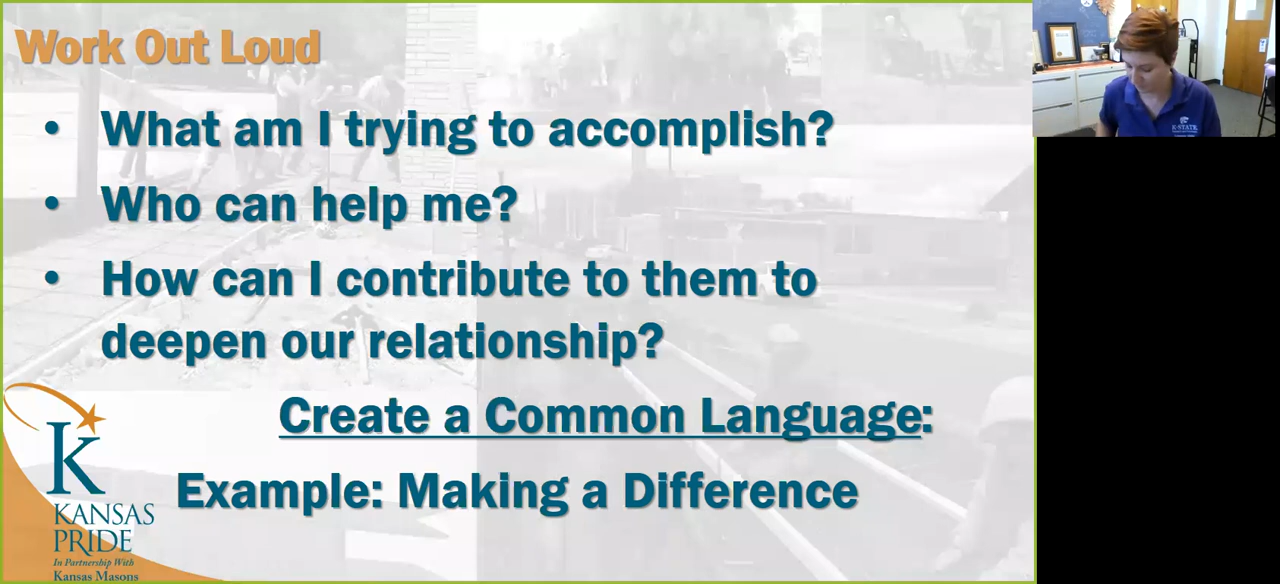 Work Out Loud
• What am I trying to accomplish?
• Who can help me?
• How can I contribute to them to
deepen our relationship?
Create a Common Language:
Example: Making a Difference
K
KANSAS
PRIDE
In Partnership With
Kansas Masons
K-STATE